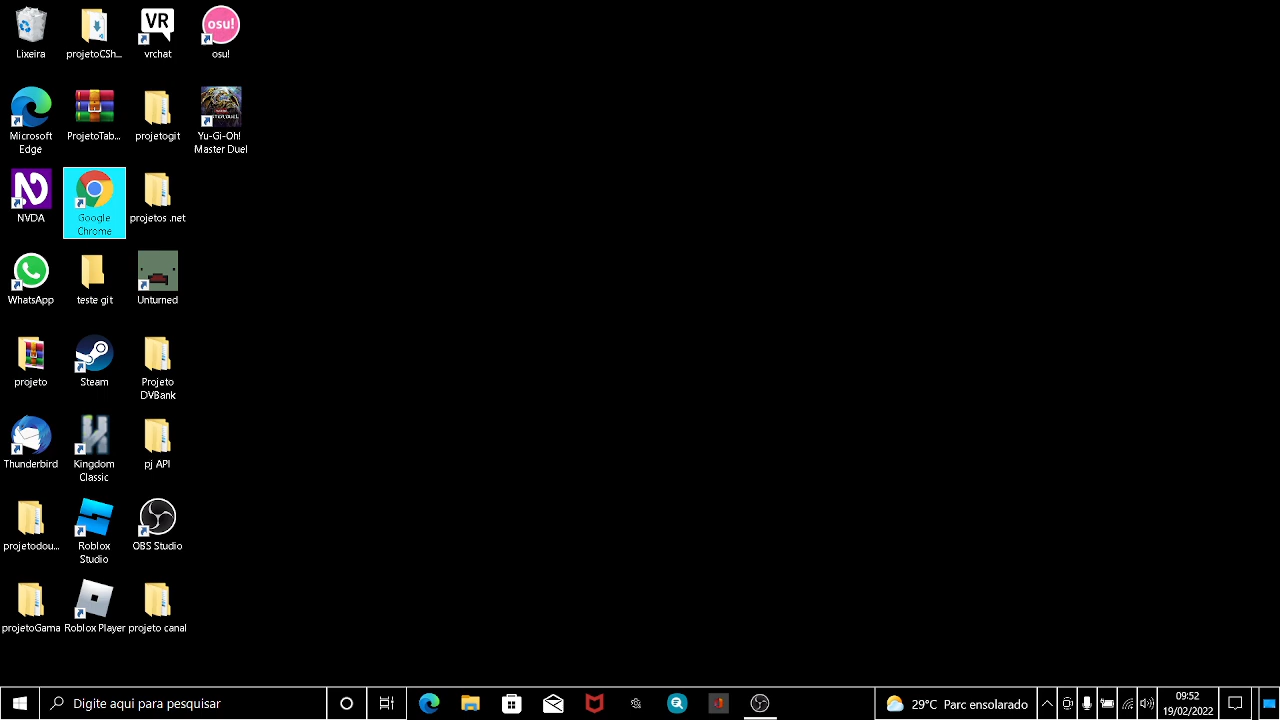 Lixeira
projetoCSh...
VR
vrchat
osu!
osu!
Microsoft
Edge
ProjetoTab...
projetogit
Yu-Gi-Oh!
Master Duel
NVDA
Google
Chrome
projetos .net
WhatsApp
teste git
Unturned
projeto
Steam
Projeto
DVBank
Thunderbird
Kingdom
Classic
pj API
projetodou...
Roblox
Studio
OBS Studio
projetoGama
Roblox Player
projeto canal
Digite aqui para pesquisar
29°C Parc ensolarado
09:52
19/02/2022